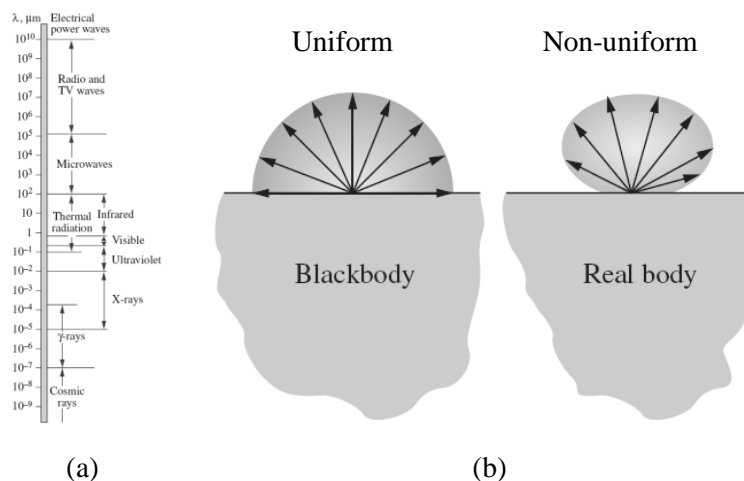 λ, μm
Electrical
power waves
10¹⁰
10⁹
10⁸
Radio and
TV waves
10⁷
10⁶
10⁵
10⁴
Microwaves
10³
10²
10
Thermal
radiation
Infrared
1
Visible
10⁻¹
Ultraviolet
10⁻²
10⁻³
X-rays
10⁻⁴
γ-rays
10⁻⁵
10⁻⁶
10⁻⁷
10⁻⁸
Cosmic
rays
10⁻⁹
(a)
Uniform
Non-uniform
Blackbody
Real body
(b)